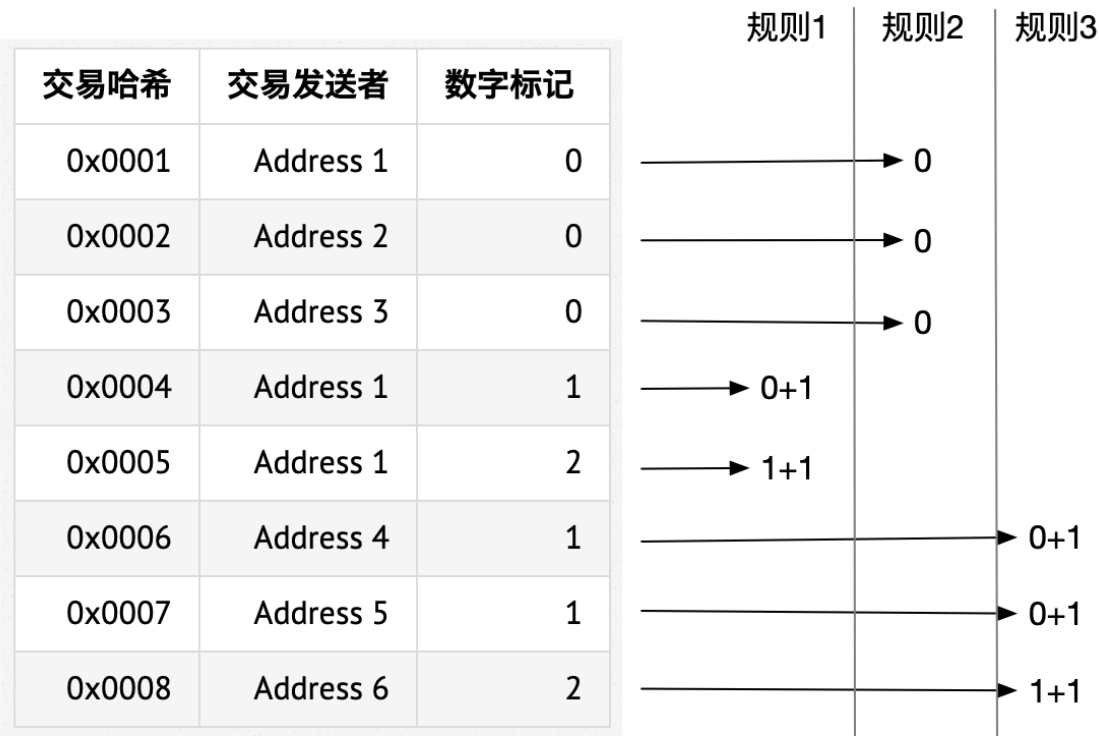 规则1 规则2 规则3
交易哈希 交易发送者 数字标记
0x0001 Address 1 0 0
0x0002 Address 2 0 0
0x0003 Address 3 0 0
0x0004 Address 1 1 0+1
0x0005 Address 1 2 1+1
0x0006 Address 4 1 0+1
0x0007 Address 5 1 0+1
0x0008 Address 6 2 1+1